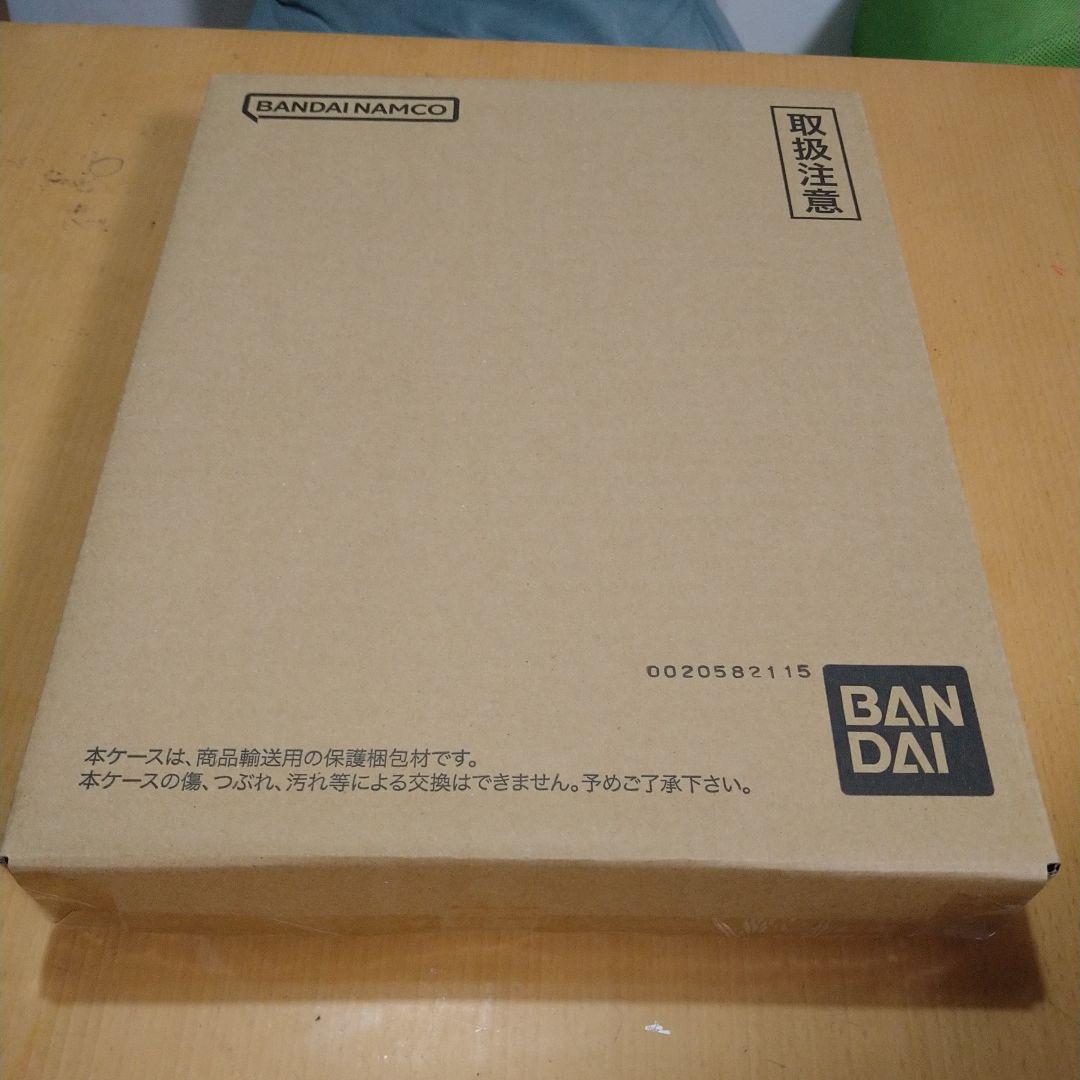 BANDAI NAMCO
取扱注意
0020582115
BAN
DAI
本ケースは、商品輸送用の保護梱包材です。
本ケースの傷、つぶれ、汚れ等による交換はできません。予めご了承下さい。